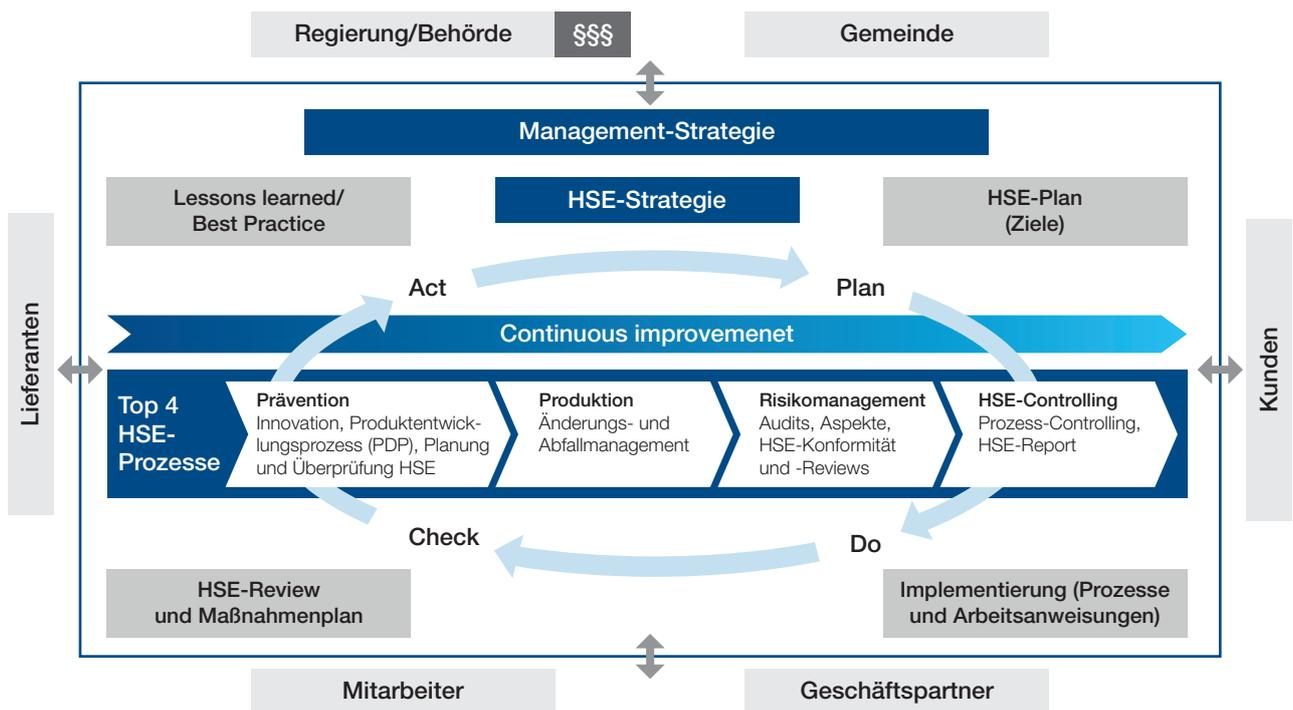 Regierung/Behörde
§§§
Gemeinde
Management-Strategie
Lessons learned/
Best Practice
HSE-Strategie
HSE-Plan
(Ziele)
Act
Plan
Continuous improvemenet
Lieferanten
Kunden
Top 4
HSE-
Prozesse
Prävention
Innovation, Produktentwick-
lungsprozess (PDP), Planung
und Überprüfung HSE
Produktion
Änderungs- und
Abfallmanagement
Risikomanagement
Audits, Aspekte,
HSE-Konformität
und -Reviews
HSE-Controlling
Prozess-Controlling,
HSE-Report
Check
Do
HSE-Review
und Maßnahmenplan
Implementierung (Prozesse
und Arbeitsanweisungen)
Mitarbeiter
Geschäftspartner